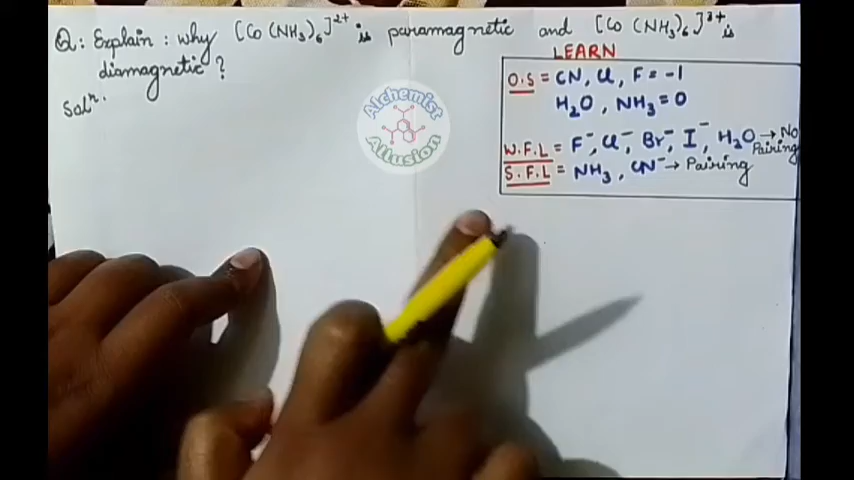 Q: Explain : why [Co(NH₃)₆]²⁺ is paramagnetic and [Co(NH₃)₆]³⁺ is
diamagnetic ?
Solⁿ.
Alchemist
Allusion
LEARN
O.S = CN, Cl, F = -1
H₂O, NH₃ = 0
W.F.L = F⁻, Cl⁻, Br⁻, I⁻, H₂O → No Pairing
S.F.L = NH₃, CN⁻ → Pairing